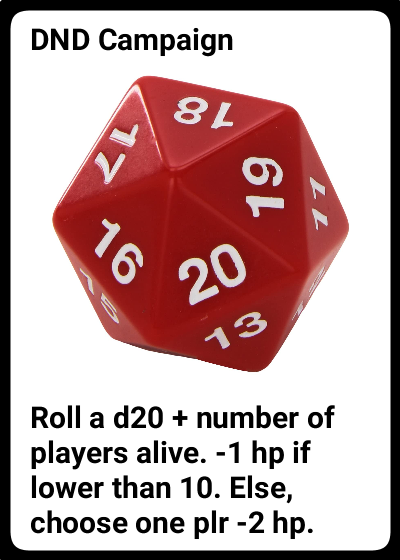 DND Campaign
18
17
19
11
16
20
15
13
Roll a d20 + number of
players alive. -1 hp if
lower than 10. Else,
choose one plr -2 hp.